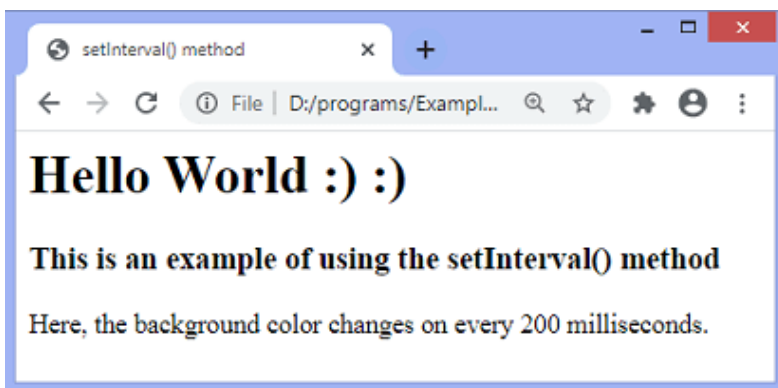 setInterval() method
File | D:/programs/Exampl...
Hello World :) :)
This is an example of using the setInterval() method
Here, the background color changes on every 200 milliseconds.